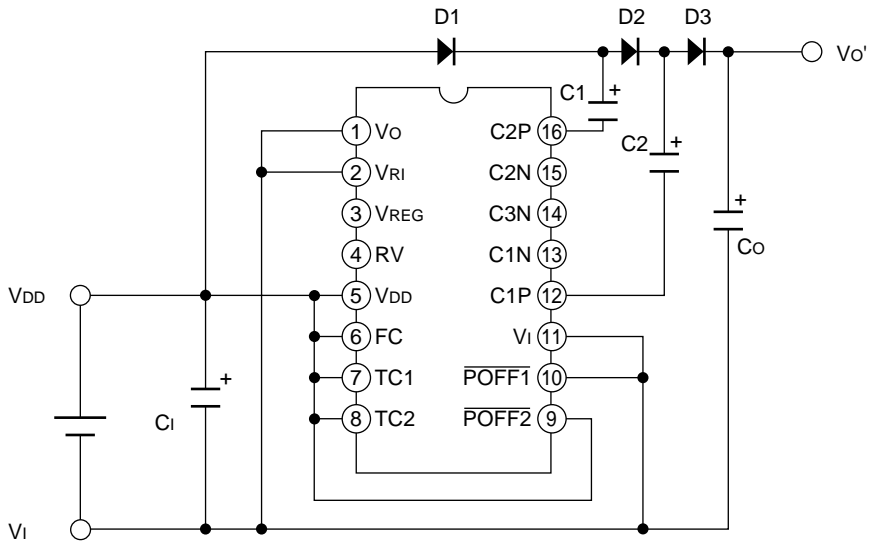 D1 D2 D3
VO'
C1 +
1 VO C2P 16
C2 +
2 VRI C2N 15
3 VREG C3N 14
+
CO
4 RV C1N 13
VDD
5 VDD C1P 12
6 FC VI 11
+
CI
7 TC1 POFF1 10
8 TC2 POFF2 9
VI